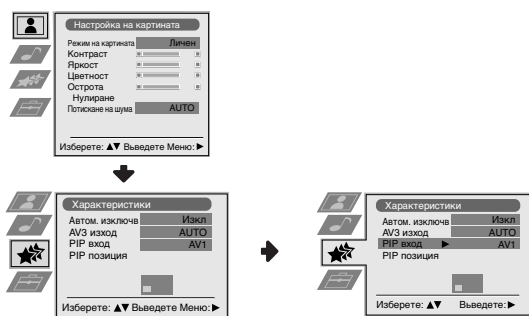 Настройка на картината
Режим на картината Личен
Контраст
Яркост
Цветност
Острота
Нулиране
Потискане на шума AUTO
Изберете: ▲▼ Въведете Меню: ▶
Характеристики
Автом. изключв Изкл
AV3 изход AUTO
PIP вход AV1
PIP позиция
Изберете: ▲▼ Въведете Меню: ▶
Характеристики
Автом. изключв Изкл
AV3 изход AUTO
PIP вход ▶ AV1
PIP позиция
Изберете: ▲▼ Въведете: ▶